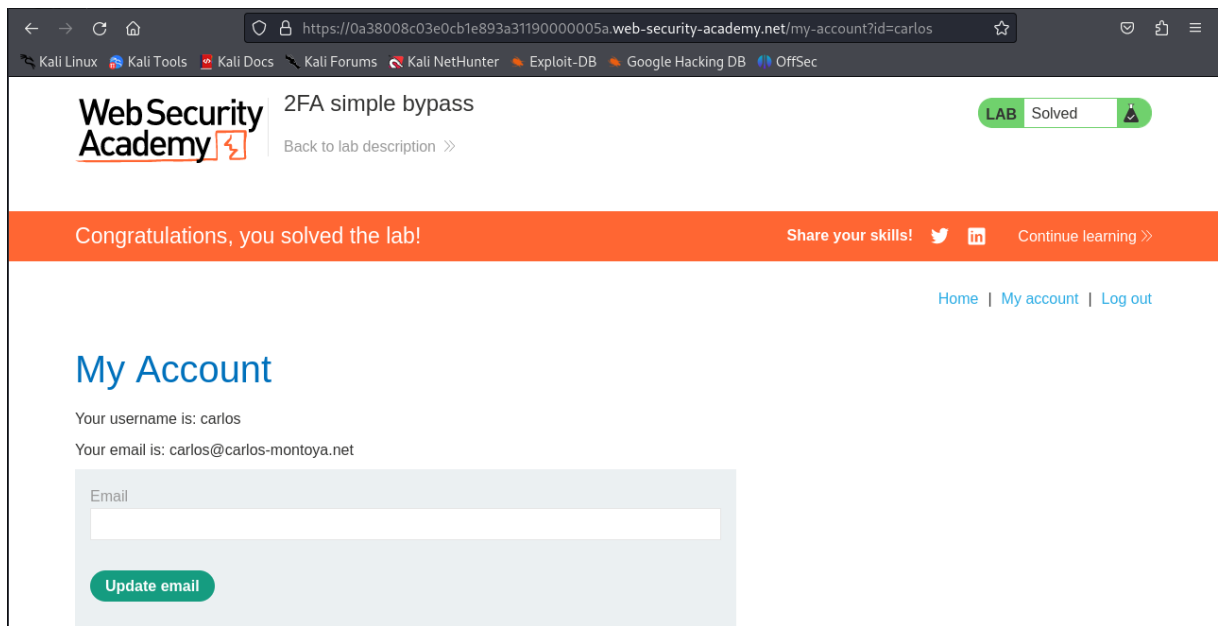 https://0a38008c03e0cb1e893a31190000005a.web-security-academy.net/my-account?id=carlos
Kali Linux Kali Tools Kali Docs Kali Forums Kali NetHunter Exploit-DB Google Hacking DB OffSec
Web Security
Academy
2FA simple bypass
Back to lab description
LAB Solved
Congratulations, you solved the lab!
Share your skills! in Continue learning
Home | My account | Log out
My Account
Your username is: carlos
Your email is: carlos@carlos-montoya.net
Email
Update email